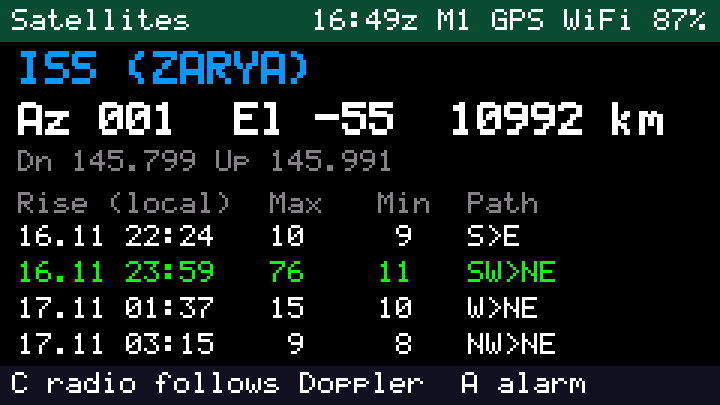 Satellites 16:49z M1 GPS WiFi 87%
ISS (ZARYA)
Az 001 El -55 10992 km
Dn 145.799 Up 145.991
Rise (local) Max Min Path
16.11 22:24 10 9 S>E
16.11 23:59 76 11 SW>NE
17.11 01:37 15 10 W>NE
17.11 03:15 9 8 NW>NE
C radio follows Doppler A alarm